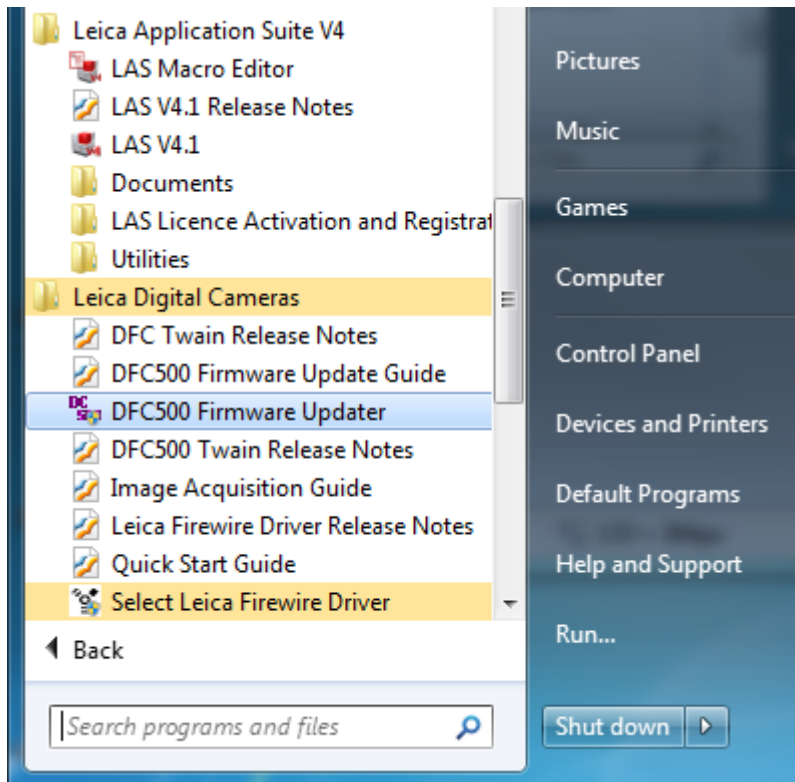 Leica Application Suite V4
LAS Macro Editor
LAS V4.1 Release Notes
LAS V4.1
Documents
LAS Licence Activation and Registrat
Utilities
Leica Digital Cameras
DFC Twain Release Notes
DFC500 Firmware Update Guide
DFC500 Firmware Updater
DFC500 Twain Release Notes
Image Acquisition Guide
Leica Firewire Driver Release Notes
Quick Start Guide
Select Leica Firewire Driver
Back
Search programs and files
Pictures
Music
Games
Computer
Control Panel
Devices and Printers
Default Programs
Help and Support
Run...
Shut down